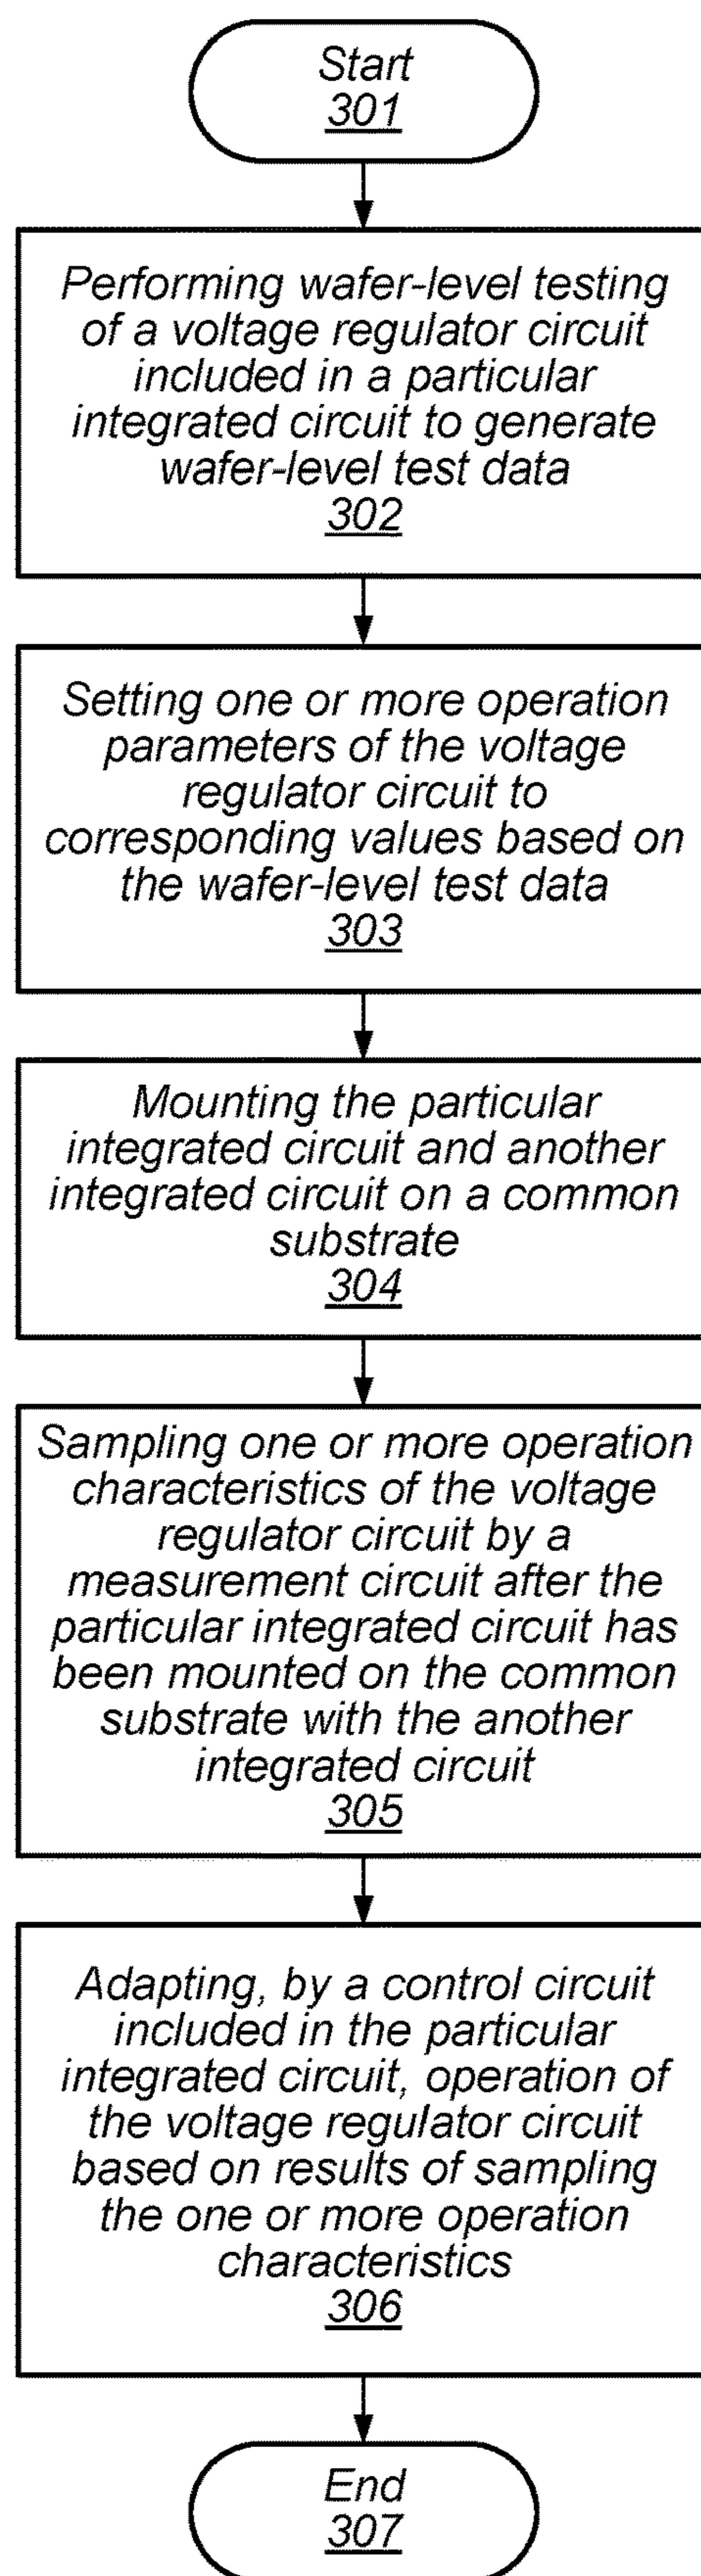 Start
301
Performing wafer-level testing
of a voltage regulator circuit
included in a particular
integrated circuit to generate
wafer-level test data
302
Setting one or more operation
parameters of the voltage
regulator circuit to
corresponding values based on
the wafer-level test data
303
Mounting the particular
integrated circuit and another
integrated circuit on a common
substrate
304
Sampling one or more operation
characteristics of the voltage
regulator circuit by a
measurement circuit after the
particular integrated circuit has
been mounted on the common
substrate with the another
integrated circuit
305
Adapting, by a control circuit
included in the particular
integrated circuit, operation of
the voltage regulator circuit
based on results of sampling
the one or more operation
characteristics
306
End
307